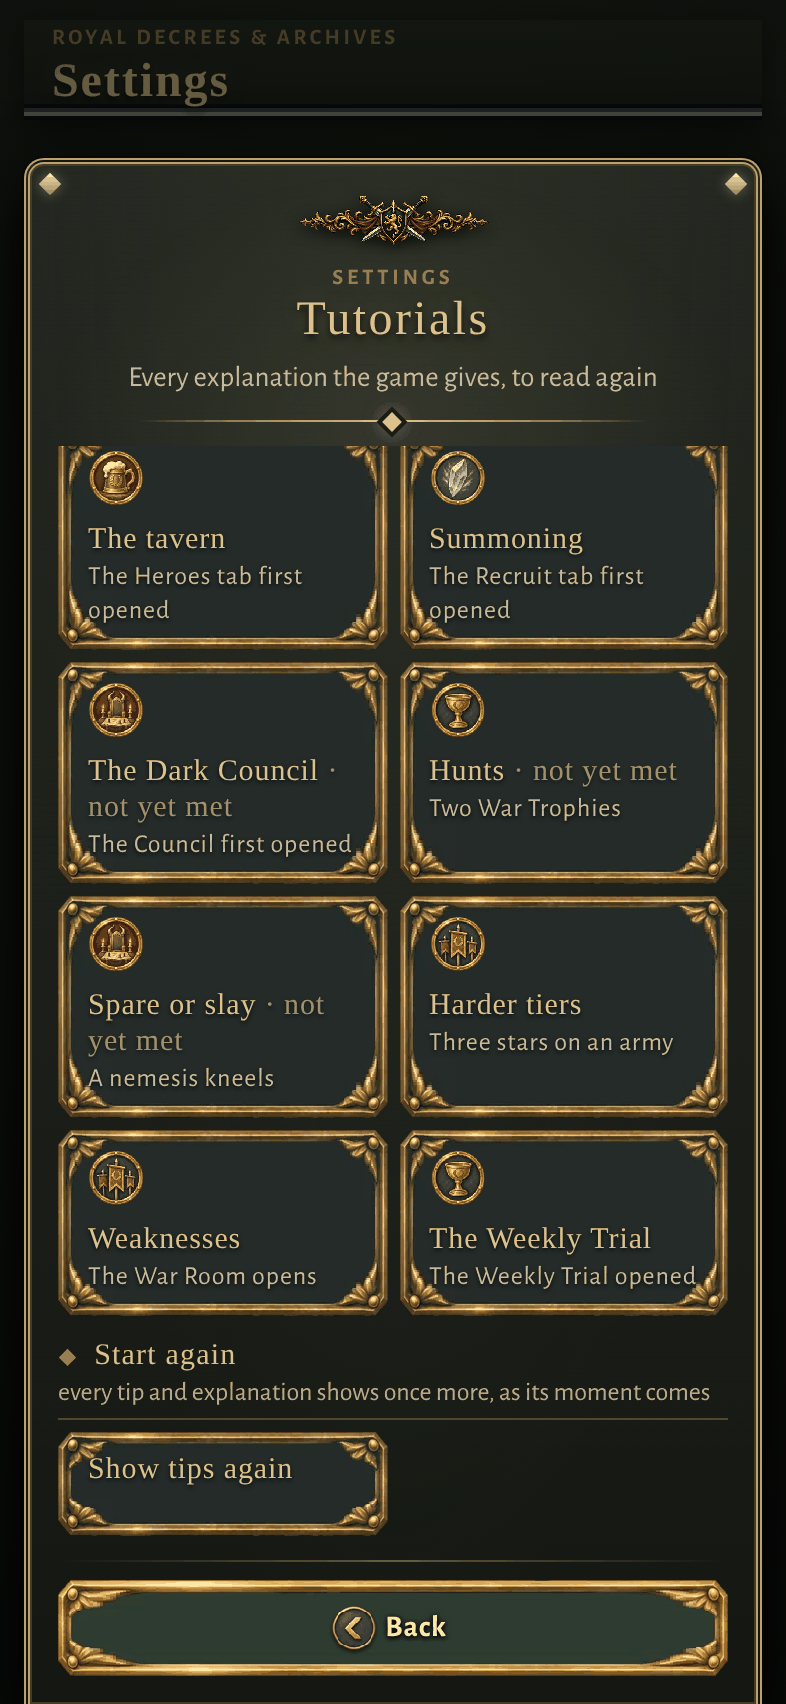 ROYAL DECREES & ARCHIVES
Settings
SETTINGS
Tutorials
Every explanation the game gives, to read again
The tavern
The Heroes tab first
opened
Summoning
The Recruit tab first
opened
The Dark Council ·
not yet met
The Council first opened
Hunts · not yet met
Two War Trophies
Spare or slay · not
yet met
A nemesis kneels
Harder tiers
Three stars on an army
Weaknesses
The War Room opens
The Weekly Trial
The Weekly Trial opened
Start again
every tip and explanation shows once more, as its moment comes
Show tips again
Back